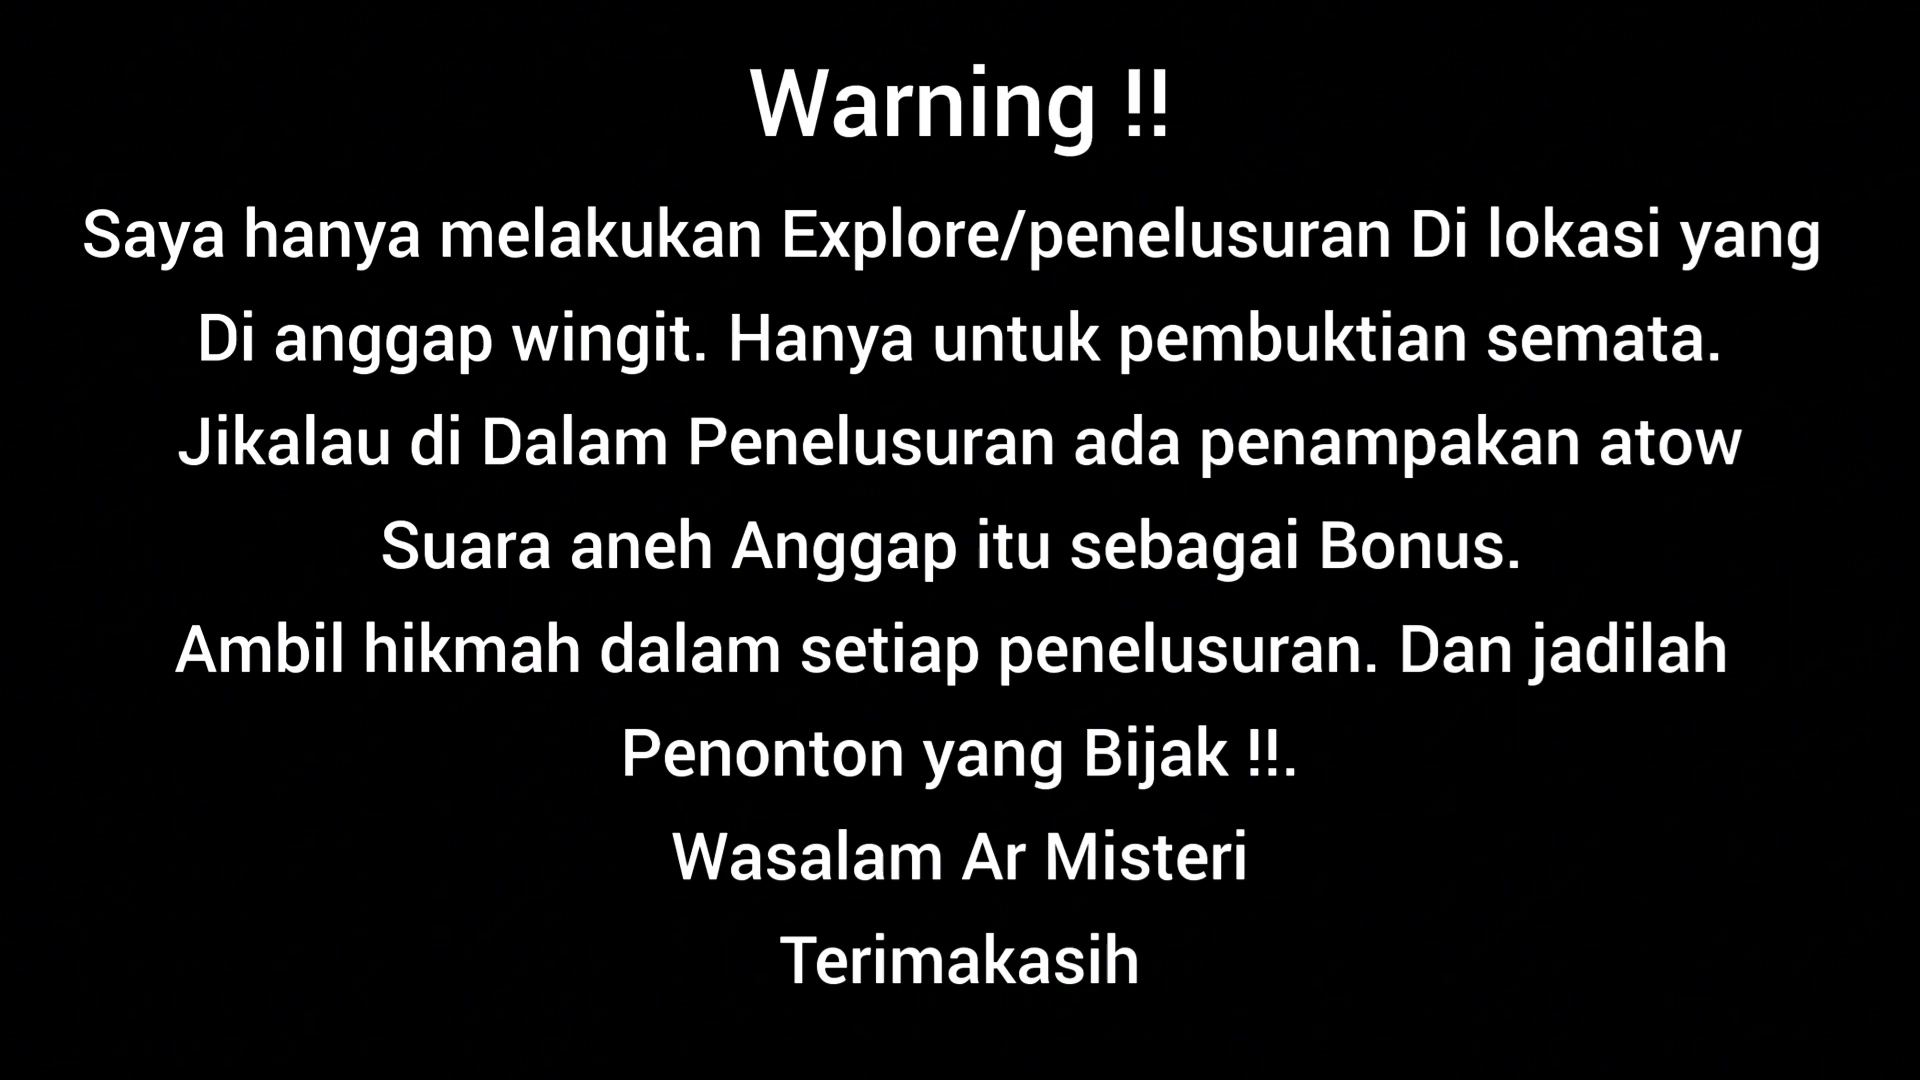 Warning !!
Saya hanya melakukan Explore/penelusuran Di lokasi yang
Di anggap wingit. Hanya untuk pembuktian semata.
Jikalau di Dalam Penelusuran ada penampakan atow
Suara aneh Anggap itu sebagai Bonus.
Ambil hikmah dalam setiap penelusuran. Dan jadilah
Penonton yang Bijak !!.
Wasalam Ar Misteri
Terimakasih